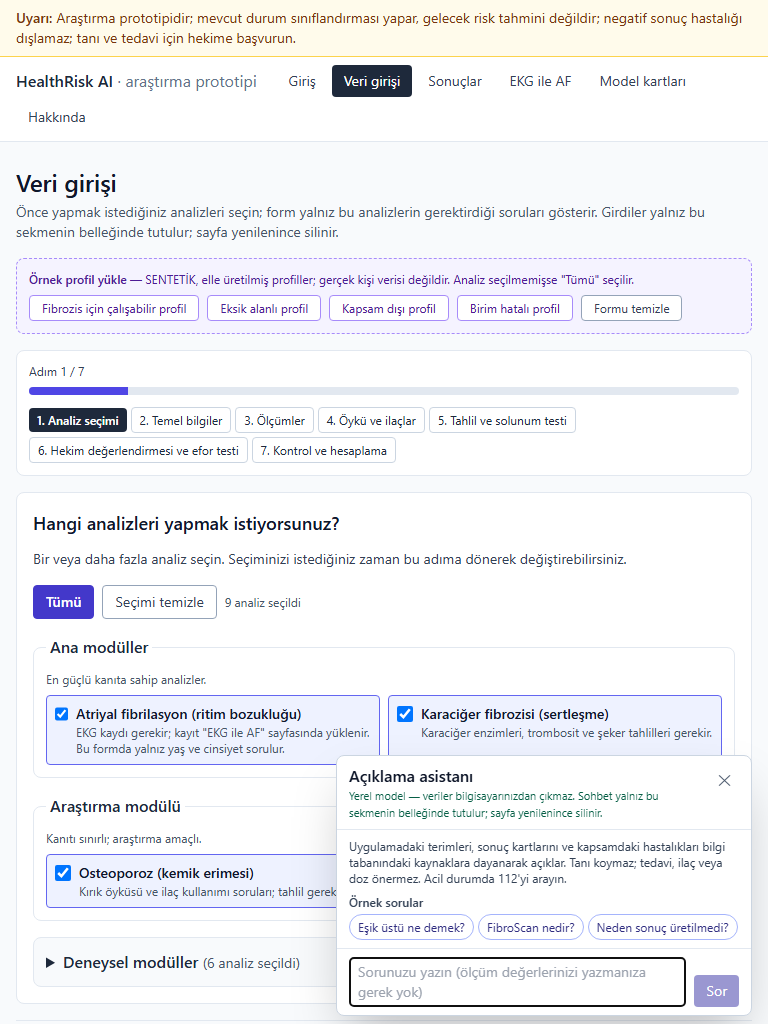 Uyarı: Araştırma prototipidir; mevcut durum sınıflandırması yapar, gelecek risk tahmini değildir; negatif sonuç hastalığı
dışlamaz; tanı ve tedavi için hekime başvurun.
HealthRisk AI · araştırma prototipi
Giriş
Veri girişi
Sonuçlar
EKG ile AF
Model kartları
Hakkında
Veri girişi
Önce yapmak istediğiniz analizleri seçin; form yalnız bu analizlerin gerektirdiği soruları gösterir. Girdiler yalnız bu
sekmenin belleğinde tutulur; sayfa yenilenince silinir.
Örnek profil yükle — SENTETİK, elle üretilmiş profiller; gerçek kişi verisi değildir. Analiz seçilmemişse "Tümü" seçilir.
Fibrozis için çalışabilir profil
Eksik alanlı profil
Kapsam dışı profil
Birim hatalı profil
Formu temizle
Adım 1 / 7
1. Analiz seçimi
2. Temel bilgiler
3. Ölçümler
4. Öykü ve ilaçlar
5. Tahlil ve solunum testi
6. Hekim değerlendirmesi ve efor testi
7. Kontrol ve hesaplama
Hangi analizleri yapmak istiyorsunuz?
Bir veya daha fazla analiz seçin. Seçiminizi istediğiniz zaman bu adıma dönerek değiştirebilirsiniz.
Tümü
Seçimi temizle
9 analiz seçildi
Ana modüller
En güçlü kanıta sahip analizler.
Atriyal fibrilasyon (ritim bozukluğu)
EKG kaydı gerekir; kayıt "EKG ile AF" sayfasında yüklenir.
Bu formda yalnız yaş ve cinsiyet sorulur.
Karaciğer fibrozisi (sertleşme)
Karaciğer enzimleri, trombosit ve şeker tahlilleri gerekir.
Araştırma modülü
Kanıtı sınırlı; araştırma amaçlı.
Osteoporoz (kemik erimesi)
Kırık öyküsü ve ilaç kullanımı soruları; tahlil gerek
Deneysel modüller (6 analiz seçildi)
Açıklama asistanı
Yerel model — veriler bilgisayarınızdan çıkmaz. Sohbet yalnız bu
sekmenin belleğinde tutulur; sayfa yenilenince silinir.
Uygulamadaki terimleri, sonuç kartlarını ve kapsamdaki hastalıkları bilgi
tabanındaki kaynaklara dayanarak açıklar. Tanı koymaz; tedavi, ilaç veya
doz önermez. Acil durumda 112'yi arayın.
Örnek sorular
Eşik üstü ne demek?
FibroScan nedir?
Neden sonuç üretilmedi?
Sorunuzu yazın (ölçüm değerlerinizi yazmanıza
gerek yok)
Sor